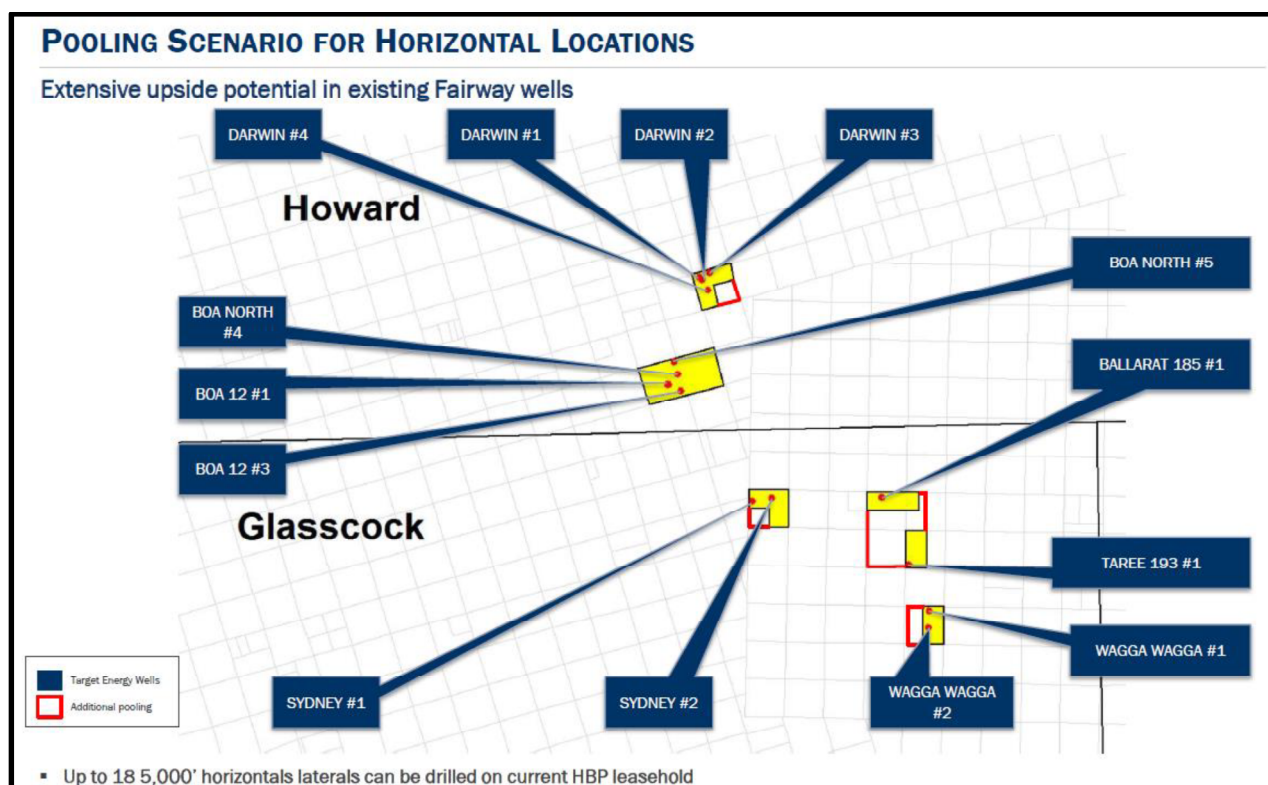 POOLING SCENARIO FOR HORIZONTAL LOCATIONS
Extensive upside potential in existing Fairway wells
DARWIN #4
DARWIN #1
DARWIN #2
DARWIN #3
Howard
BOA NORTH #5
BOA NORTH
#4
BALLARAT 185 #1
BOA 12 #1
BOA 12 #3
Glasscock
TAREE 193 #1
WAGGA WAGGA #1
Target Energy Wells
Additional pooling
SYDNEY #1
SYDNEY #2
WAGGA WAGGA
#2
▪ Up to 18 5,000' horizontals laterals can be drilled on current HBP leasehold